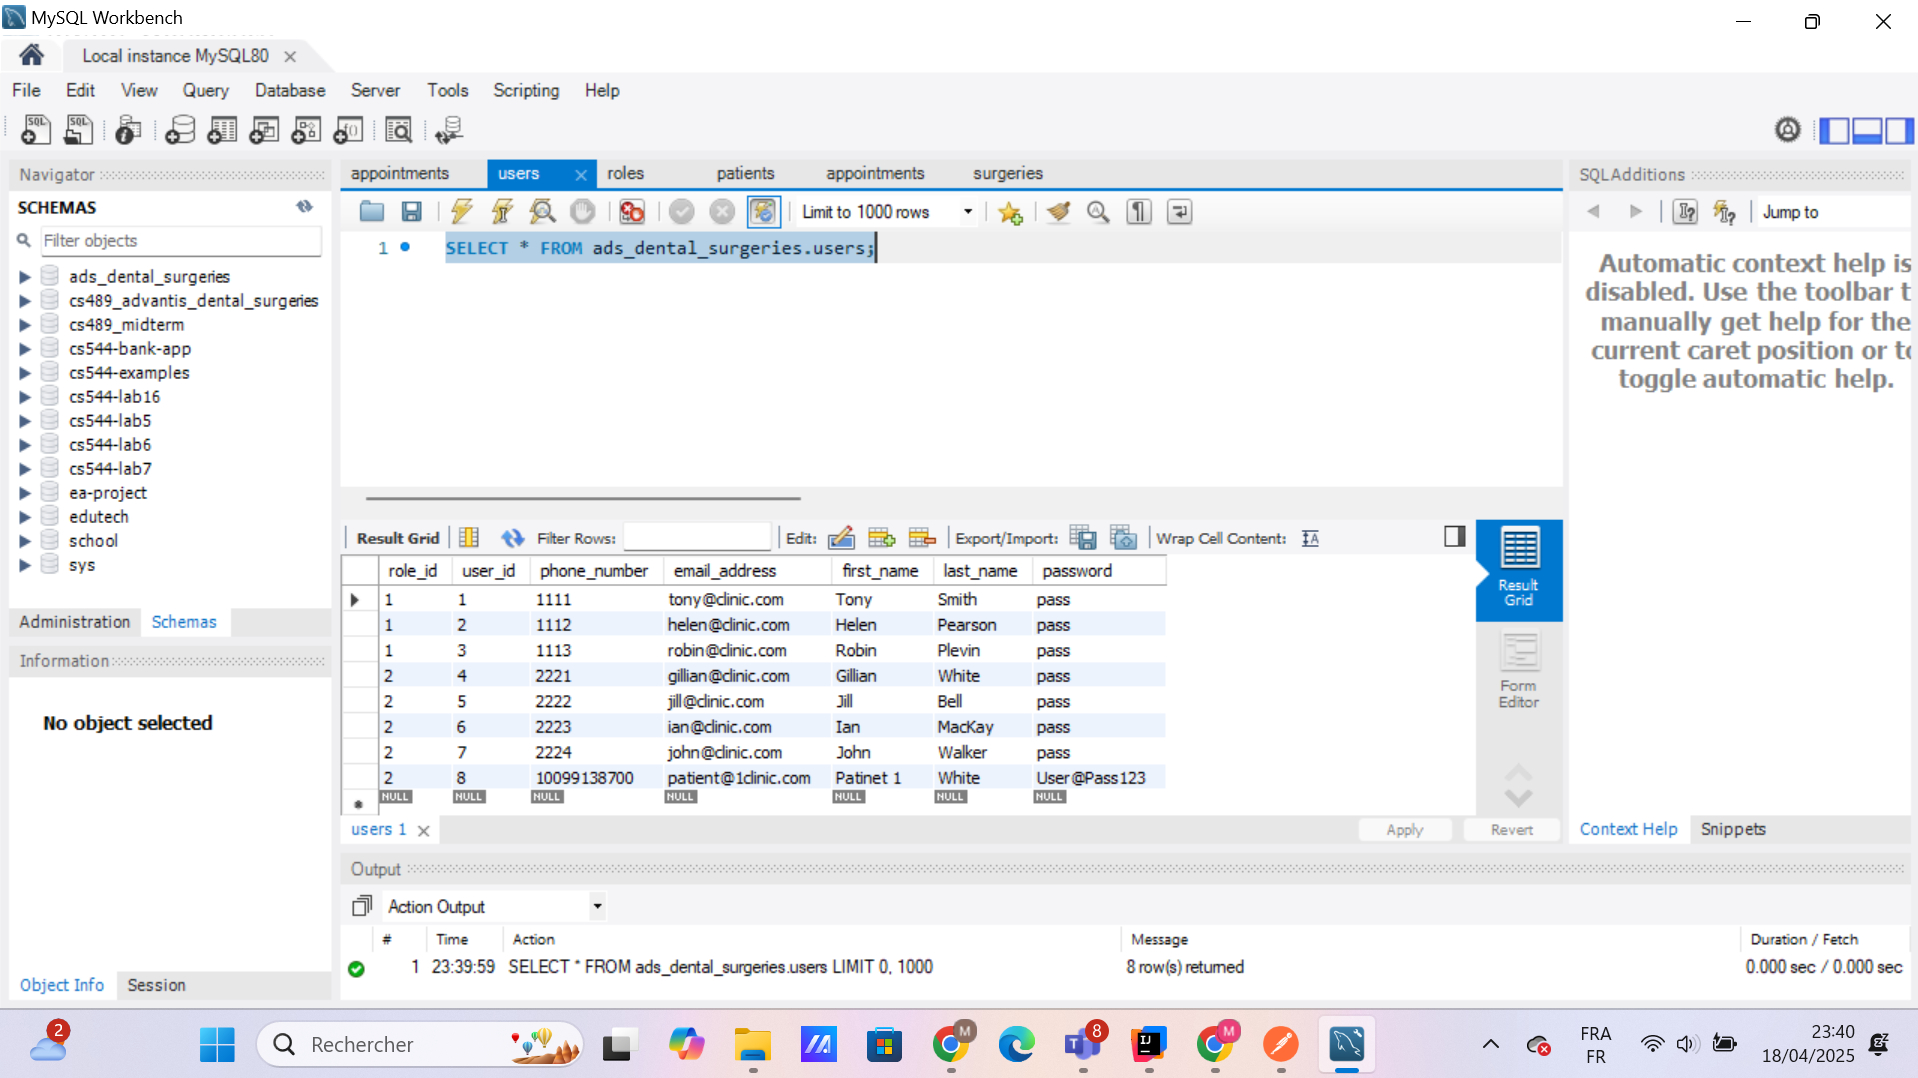 MySQL Workbench
Local instance MySQL80
File Edit View Query Database Server Tools Scripting Help
Navigator
SCHEMAS
Filter objects
ads_dental_surgeries
cs489_advantis_dental_surgeries
cs489_midterm
cs544-bank-app
cs544-examples
cs544-lab16
cs544-lab5
cs544-lab6
cs544-lab7
ea-project
edutech
school
sys
Administration Schemas
Information
No object selected
Object Info Session
appointments users roles patients appointments surgeries
Limit to 1000 rows
1 SELECT * FROM ads_dental_surgeries.users;
Result Grid Filter Rows: Edit: Export/Import: Wrap Cell Content:
role_id user_id phone_number email_address first_name last_name password
1 1 1111 tony@clinic.com Tony Smith pass
1 2 1112 helen@clinic.com Helen Pearson pass
1 3 1113 robin@clinic.com Robin Plevin pass
2 4 2221 gillian@clinic.com Gillian White pass
2 5 2222 jill@clinic.com Jill Bell pass
2 6 2223 ian@clinic.com Ian MacKay pass
2 7 2224 john@clinic.com John Walker pass
2 8 10099138700 patient@1clinic.com Patinet 1 White User@Pass123
NULL NULL NULL NULL NULL NULL NULL
Result
Grid
Form
Editor
users 1
Apply Revert
SQLAdditions
Jump to
Automatic context help is
disabled. Use the toolbar t
manually get help for the
current caret position or to
toggle automatic help.
Context Help Snippets
Output
Action Output
# Time Action Message Duration / Fetch
1 23:39:59 SELECT * FROM ads_dental_surgeries.users LIMIT 0, 1000 8 row(s) returned 0.000 sec / 0.000 sec
2
Rechercher
M
8
M
FRA
FR
23:40
18/04/2025